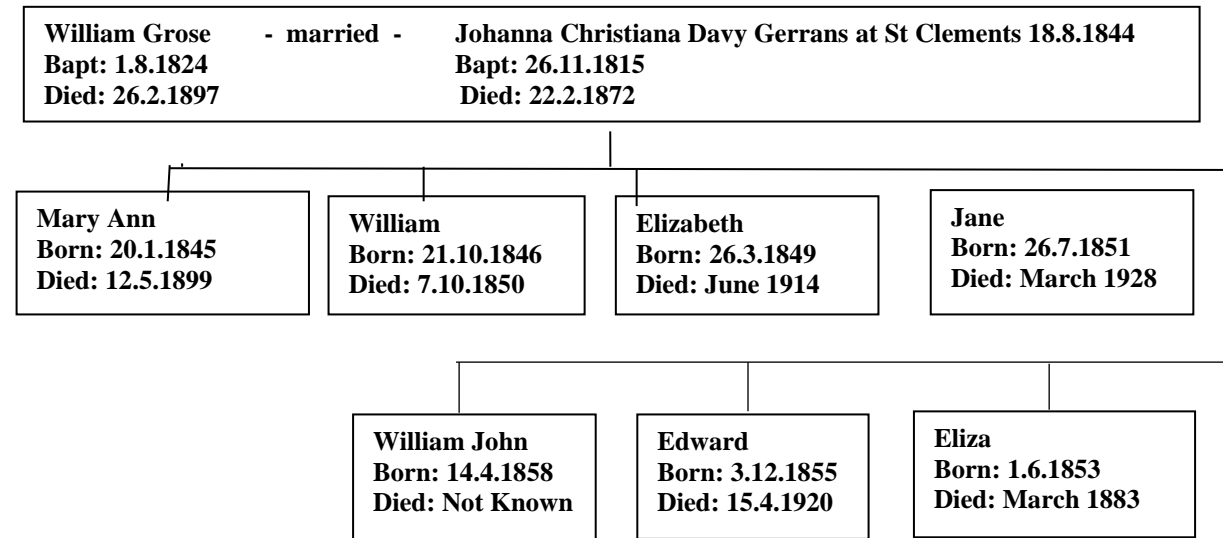 William Grose - married - Johanna Christiana Davy Gerrans at St Clements 18.8.1844
Bapt: 1.8.1824 Bapt: 26.11.1815
Died: 26.2.1897 Died: 22.2.1872
Mary Ann
Born: 20.1.1845
Died: 12.5.1899
William
Born: 21.10.1846
Died: 7.10.1850
Elizabeth
Born: 26.3.1849
Died: June 1914
Jane
Born: 26.7.1851
Died: March 1928
William John
Born: 14.4.1858
Died: Not Known
Edward
Born: 3.12.1855
Died: 15.4.1920
Eliza
Born: 1.6.1853
Died: March 1883